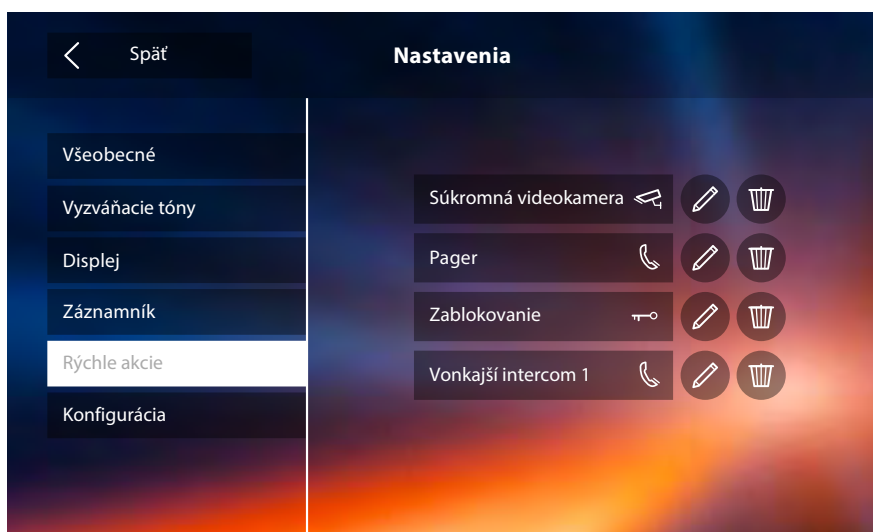 Späť
Nastavenia
Všeobecné
Vyzváňacie tóny
Displej
Záznamník
Rýchle akcie
Konfigurácia
Súkromná videokamera
Pager
Zablokovanie
Vonkajší intercom 1